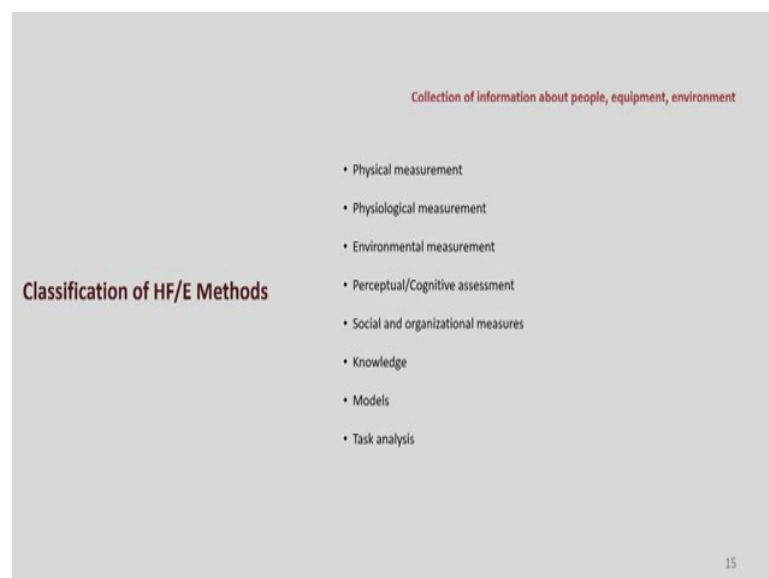 Collection of information about people, equipment, environment
Classification of HF/E Methods
• Physical measurement
• Physiological measurement
• Environmental measurement
• Perceptual/Cognitive assessment
• Social and organizational measures
• Knowledge
• Models
• Task analysis
15